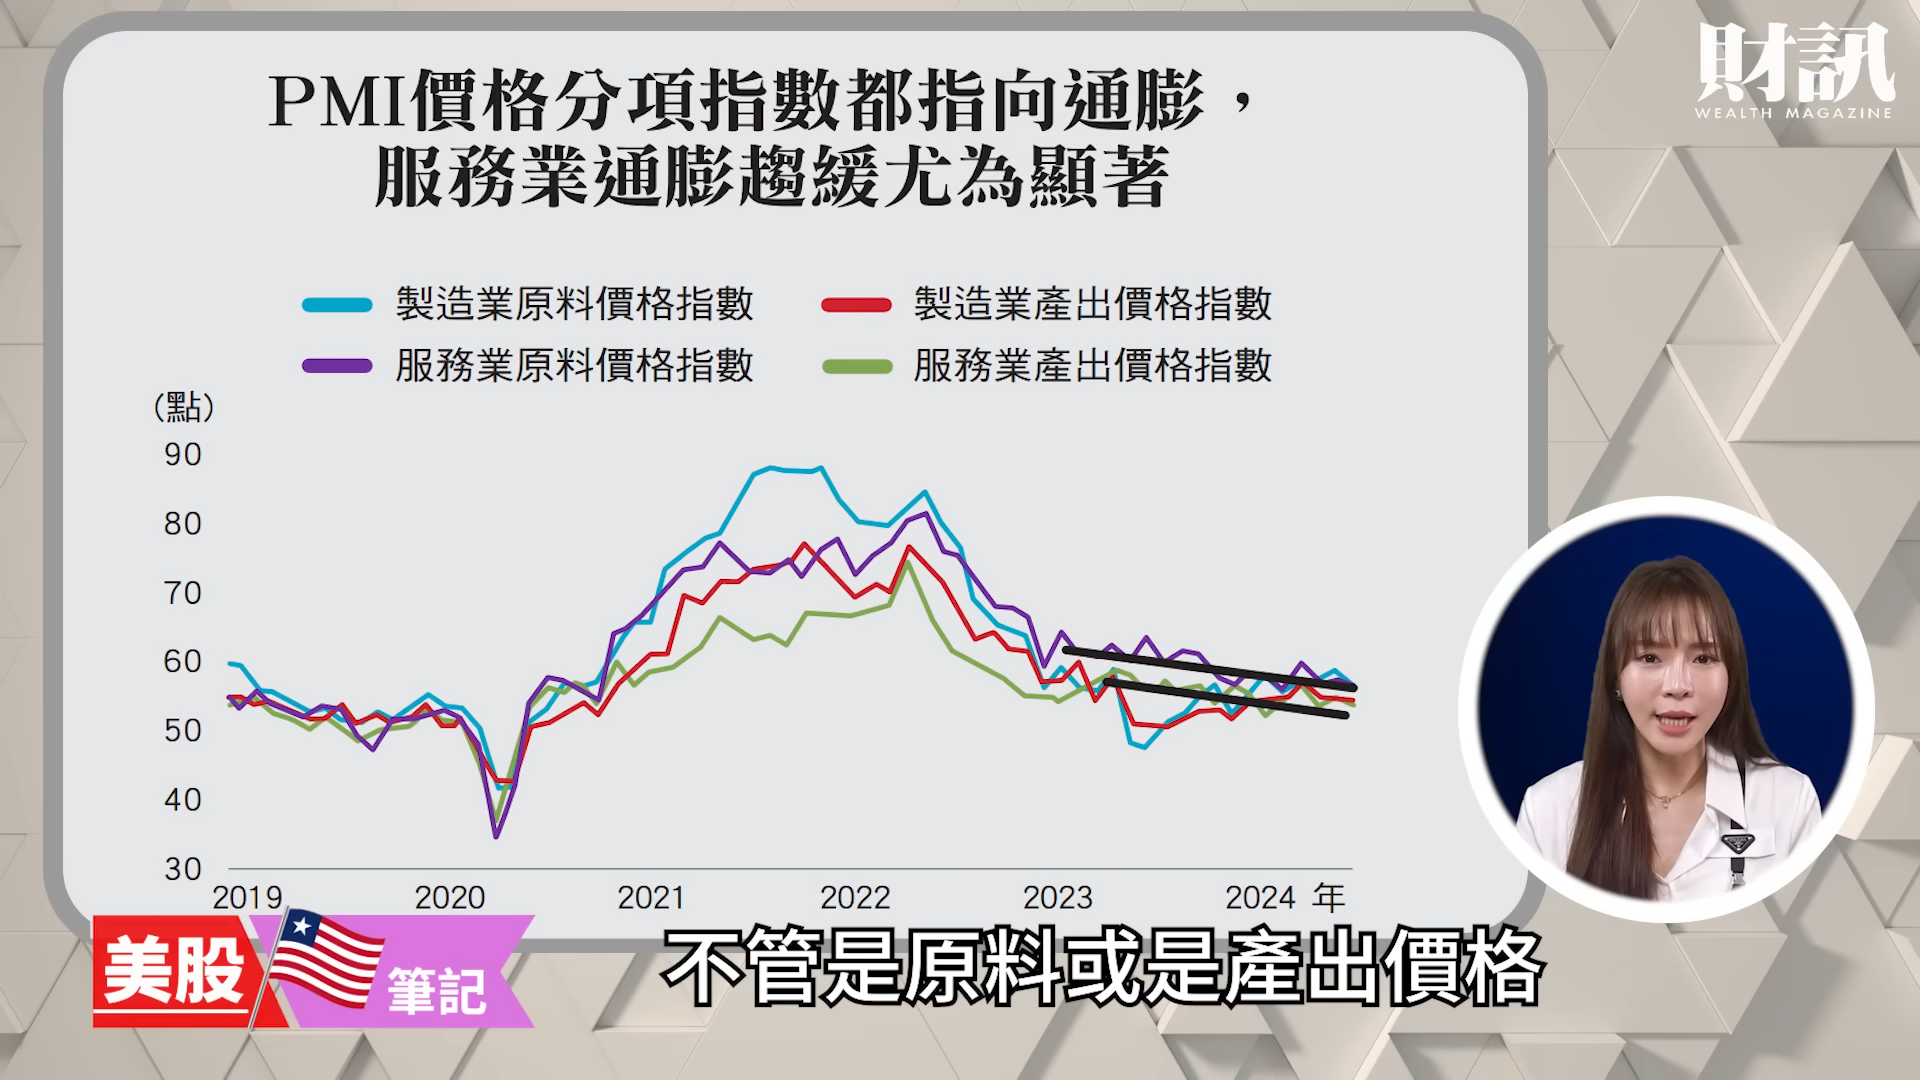 財訊
WEALTH MAGAZINE
PMI價格分項指數都指向通膨，
服務業通膨趨緩尤為顯著
製造業原料價格指數
製造業產出價格指數
服務業原料價格指數
服務業產出價格指數
（點）
90
80
70
60
50
40
30
2019 2020 2021 2022 2023 2024 年
美股
筆記
不管是原料或是產出價格